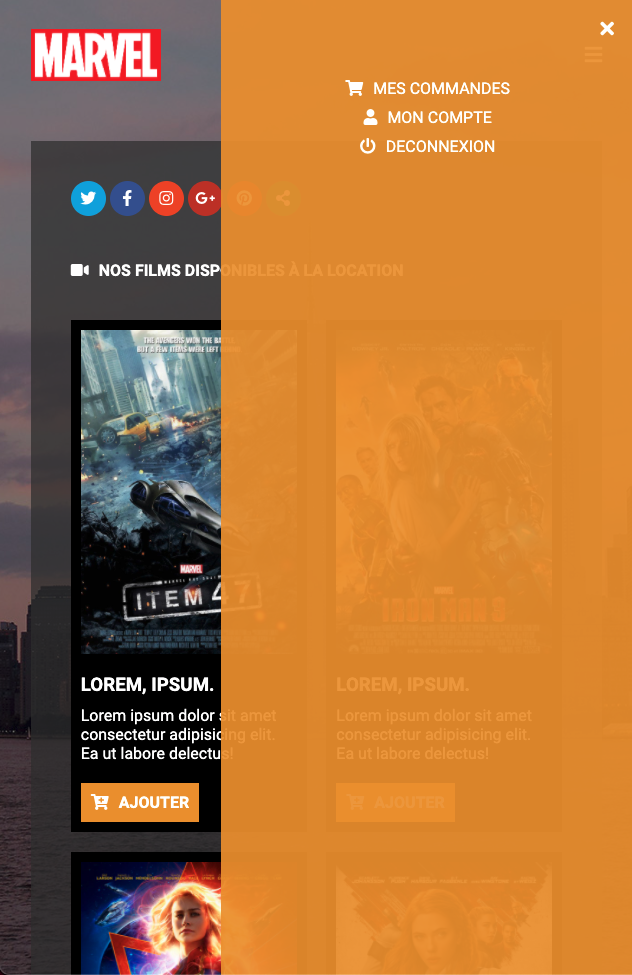 MARVEL
MES COMMANDES
MON COMPTE
DECONNEXION
NOS FILMS DISPONIBLES À LA LOCATION
THE AVENGERS WON THE BATTLE
BUT A FEW ITEMS WERE LEFT BEHIND
MARVEL
ITEM 47
IRON MAN 3
LOREM, IPSUM.
Lorem ipsum dolor sit amet
consectetur adipisicing elit.
Ea ut labore delectus!
AJOUTER
LOREM, IPSUM.
Lorem ipsum dolor sit amet
consectetur adipisicing elit.
Ea ut labore delectus!
AJOUTER